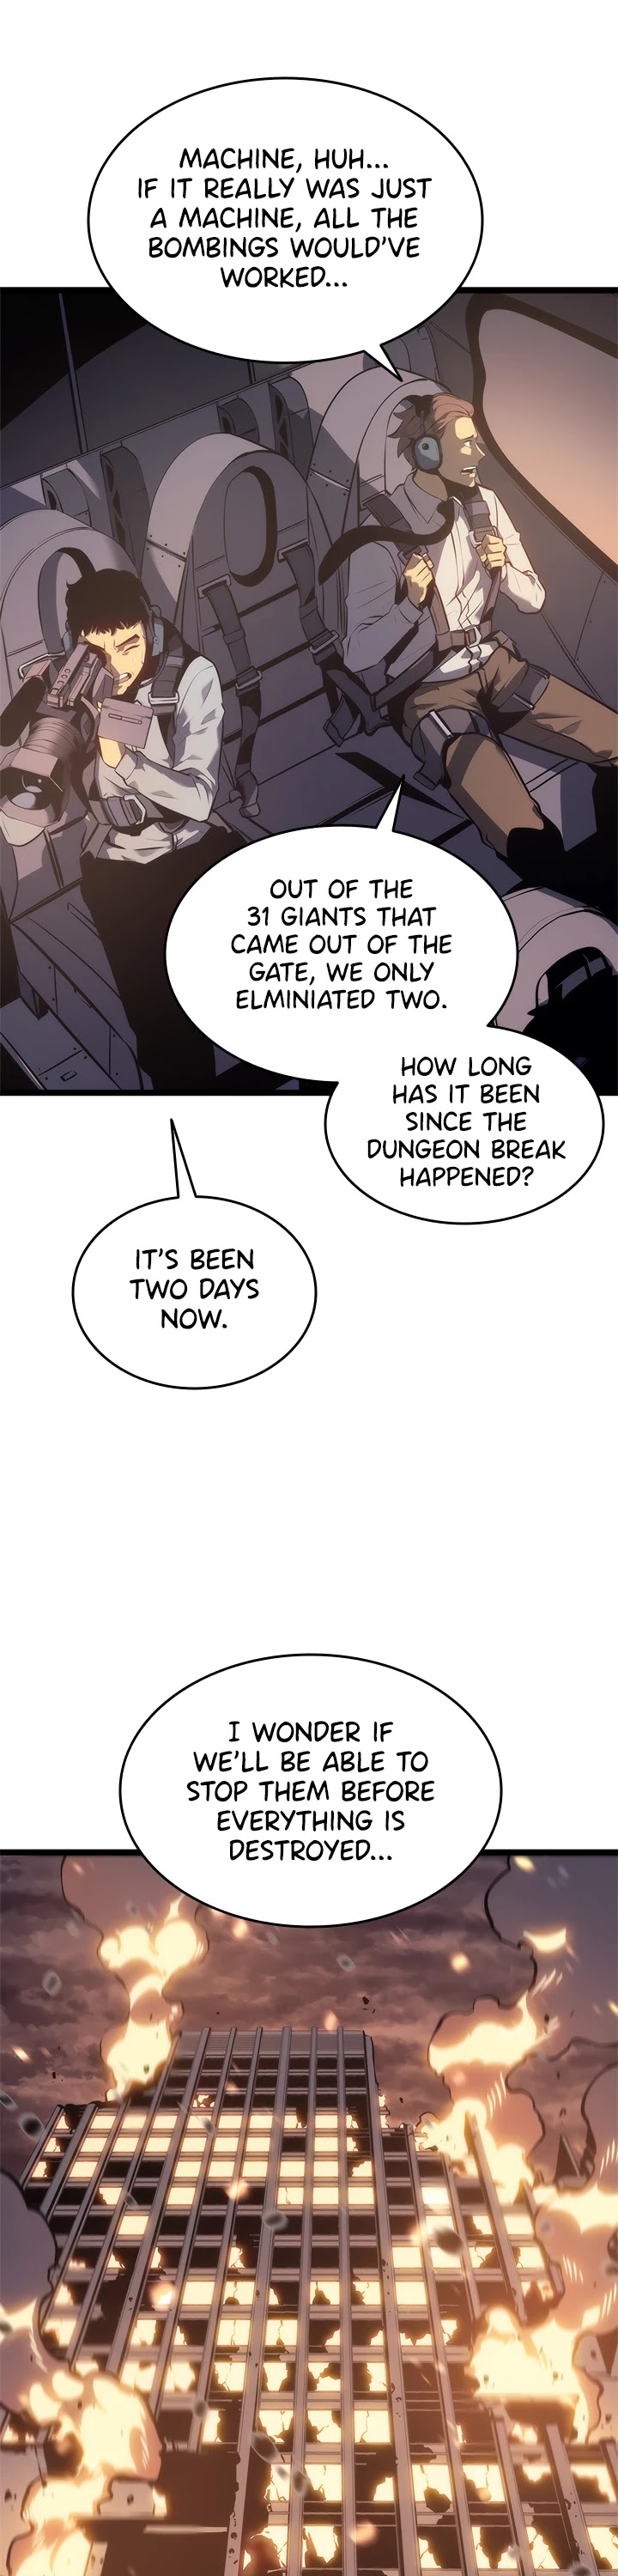 MACHINE, HUH...
IF IT REALLY WAS JUST
A MACHINE, ALL THE
BOMBINGS WOULD'VE
WORKED...
OUT OF THE
31 GIANTS THAT
CAME OUT OF THE
GATE, WE ONLY
ELMINIATED TWO.
HOW LONG
HAS IT BEEN
SINCE THE
DUNGEON BREAK
HAPPENED?
IT'S BEEN
TWO DAYS
NOW.
I WONDER IF
WE'LL BE ABLE TO
STOP THEM BEFORE
EVERYTHING IS
DESTROYED...